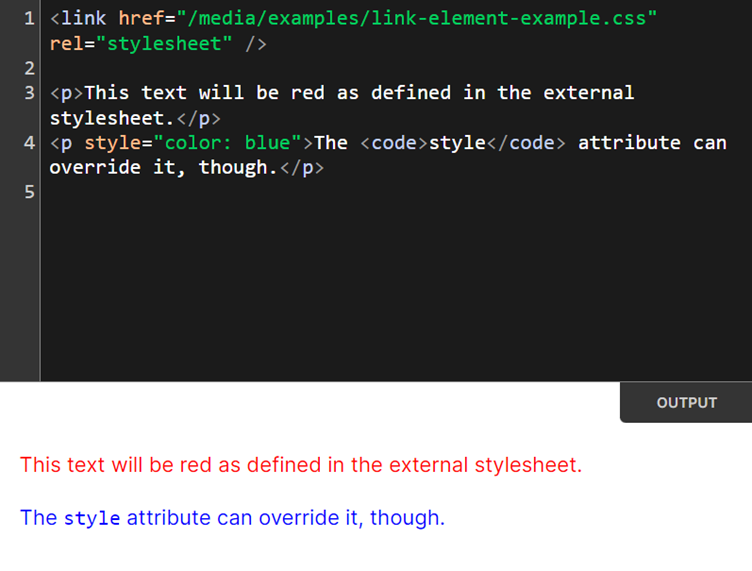 1 <link href="/media/examples/link-element-example.css"
rel="stylesheet" />
2
3 <p>This text will be red as defined in the external
stylesheet.</p>
4 <p style="color: blue">The <code>style</code> attribute can
override it, though.</p>
5
OUTPUT
This text will be red as defined in the external stylesheet.
The style attribute can override it, though.